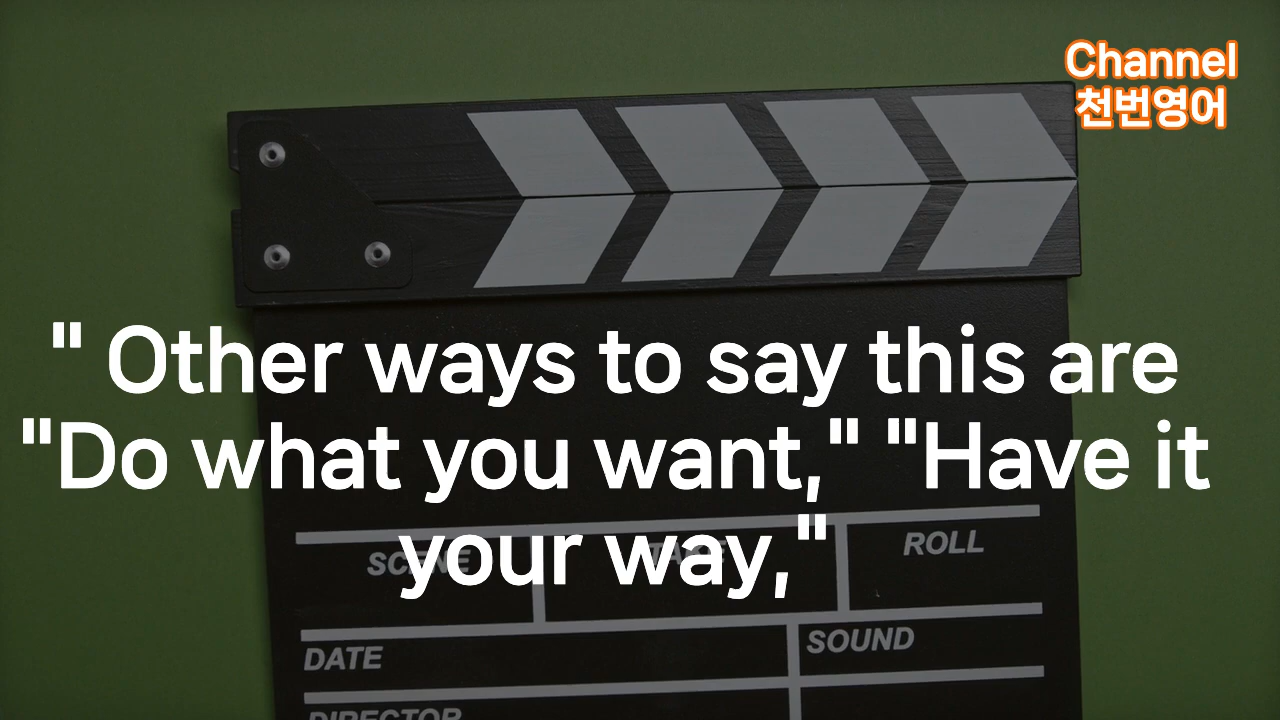 Channel
천번영어
" Other ways to say this are
"Do what you want," "Have it
your way,"
SCENE
ROLL
DATE
SOUND
DIRECTOR